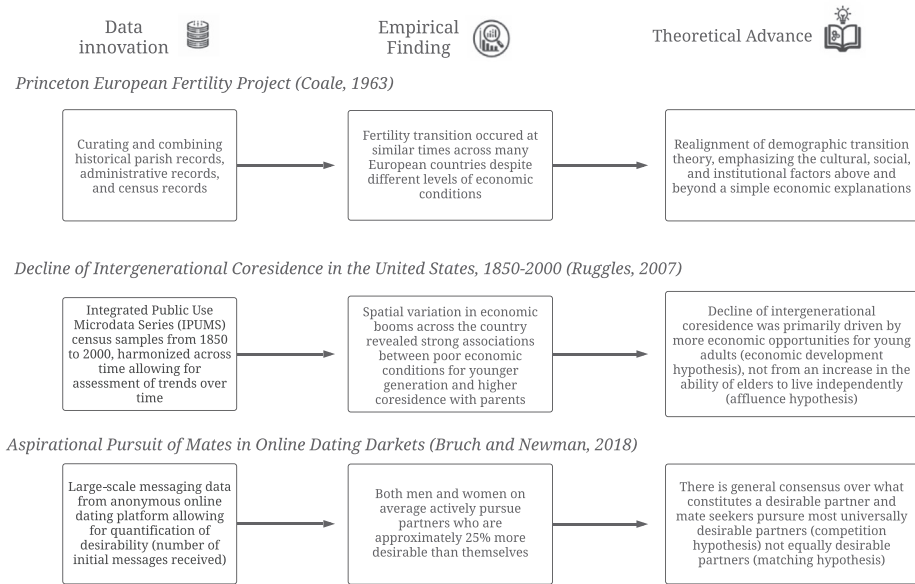 Data
innovation
Empirical
Finding
Theoretical Advance
Princeton European Fertility Project (Coale, 1963)
Curating and combining
historical parish records,
administrative records,
and census records
Fertility transition occured at
similar times across many
European countries despite
different levels of economic
conditions
Realignment of demographic transition
theory, emphasizing the cultural, social,
and institutional factors above and
beyond a simple economic explanations
Decline of Intergenerational Coresidence in the United States, 1850-2000 (Ruggles, 2007)
Integrated Public Use
Microdata Series (IPUMS)
census samples from 1850
to 2000, harmonized across
time allowing for
assessment of trends over
time
Spatial variation in economic
booms across the country
revealed strong associations
between poor economic
conditions for younger
generation and higher
coresidence with parents
Decline of intergenerational
coresidence was primarily driven by
more economic opportunities for young
adults (economic development
hypothesis), not from an increase in the
ability of elders to live independently
(affluence hypothesis)
Aspirational Pursuit of Mates in Online Dating Darkets (Bruch and Newman, 2018)
Large-scale messaging data
from anonymous online
dating platform allowing
for quantification of
desirability (number of
initial messages received)
Both men and women on
average actively pursue
partners who are
approximately 25% more
desirable than themselves
There is general consensus over what
constitutes a desirable partner and
mate seekers pursure most universally
desirable partners (competition
hypothesis) not equally desirable
partners (matching hypothesis)